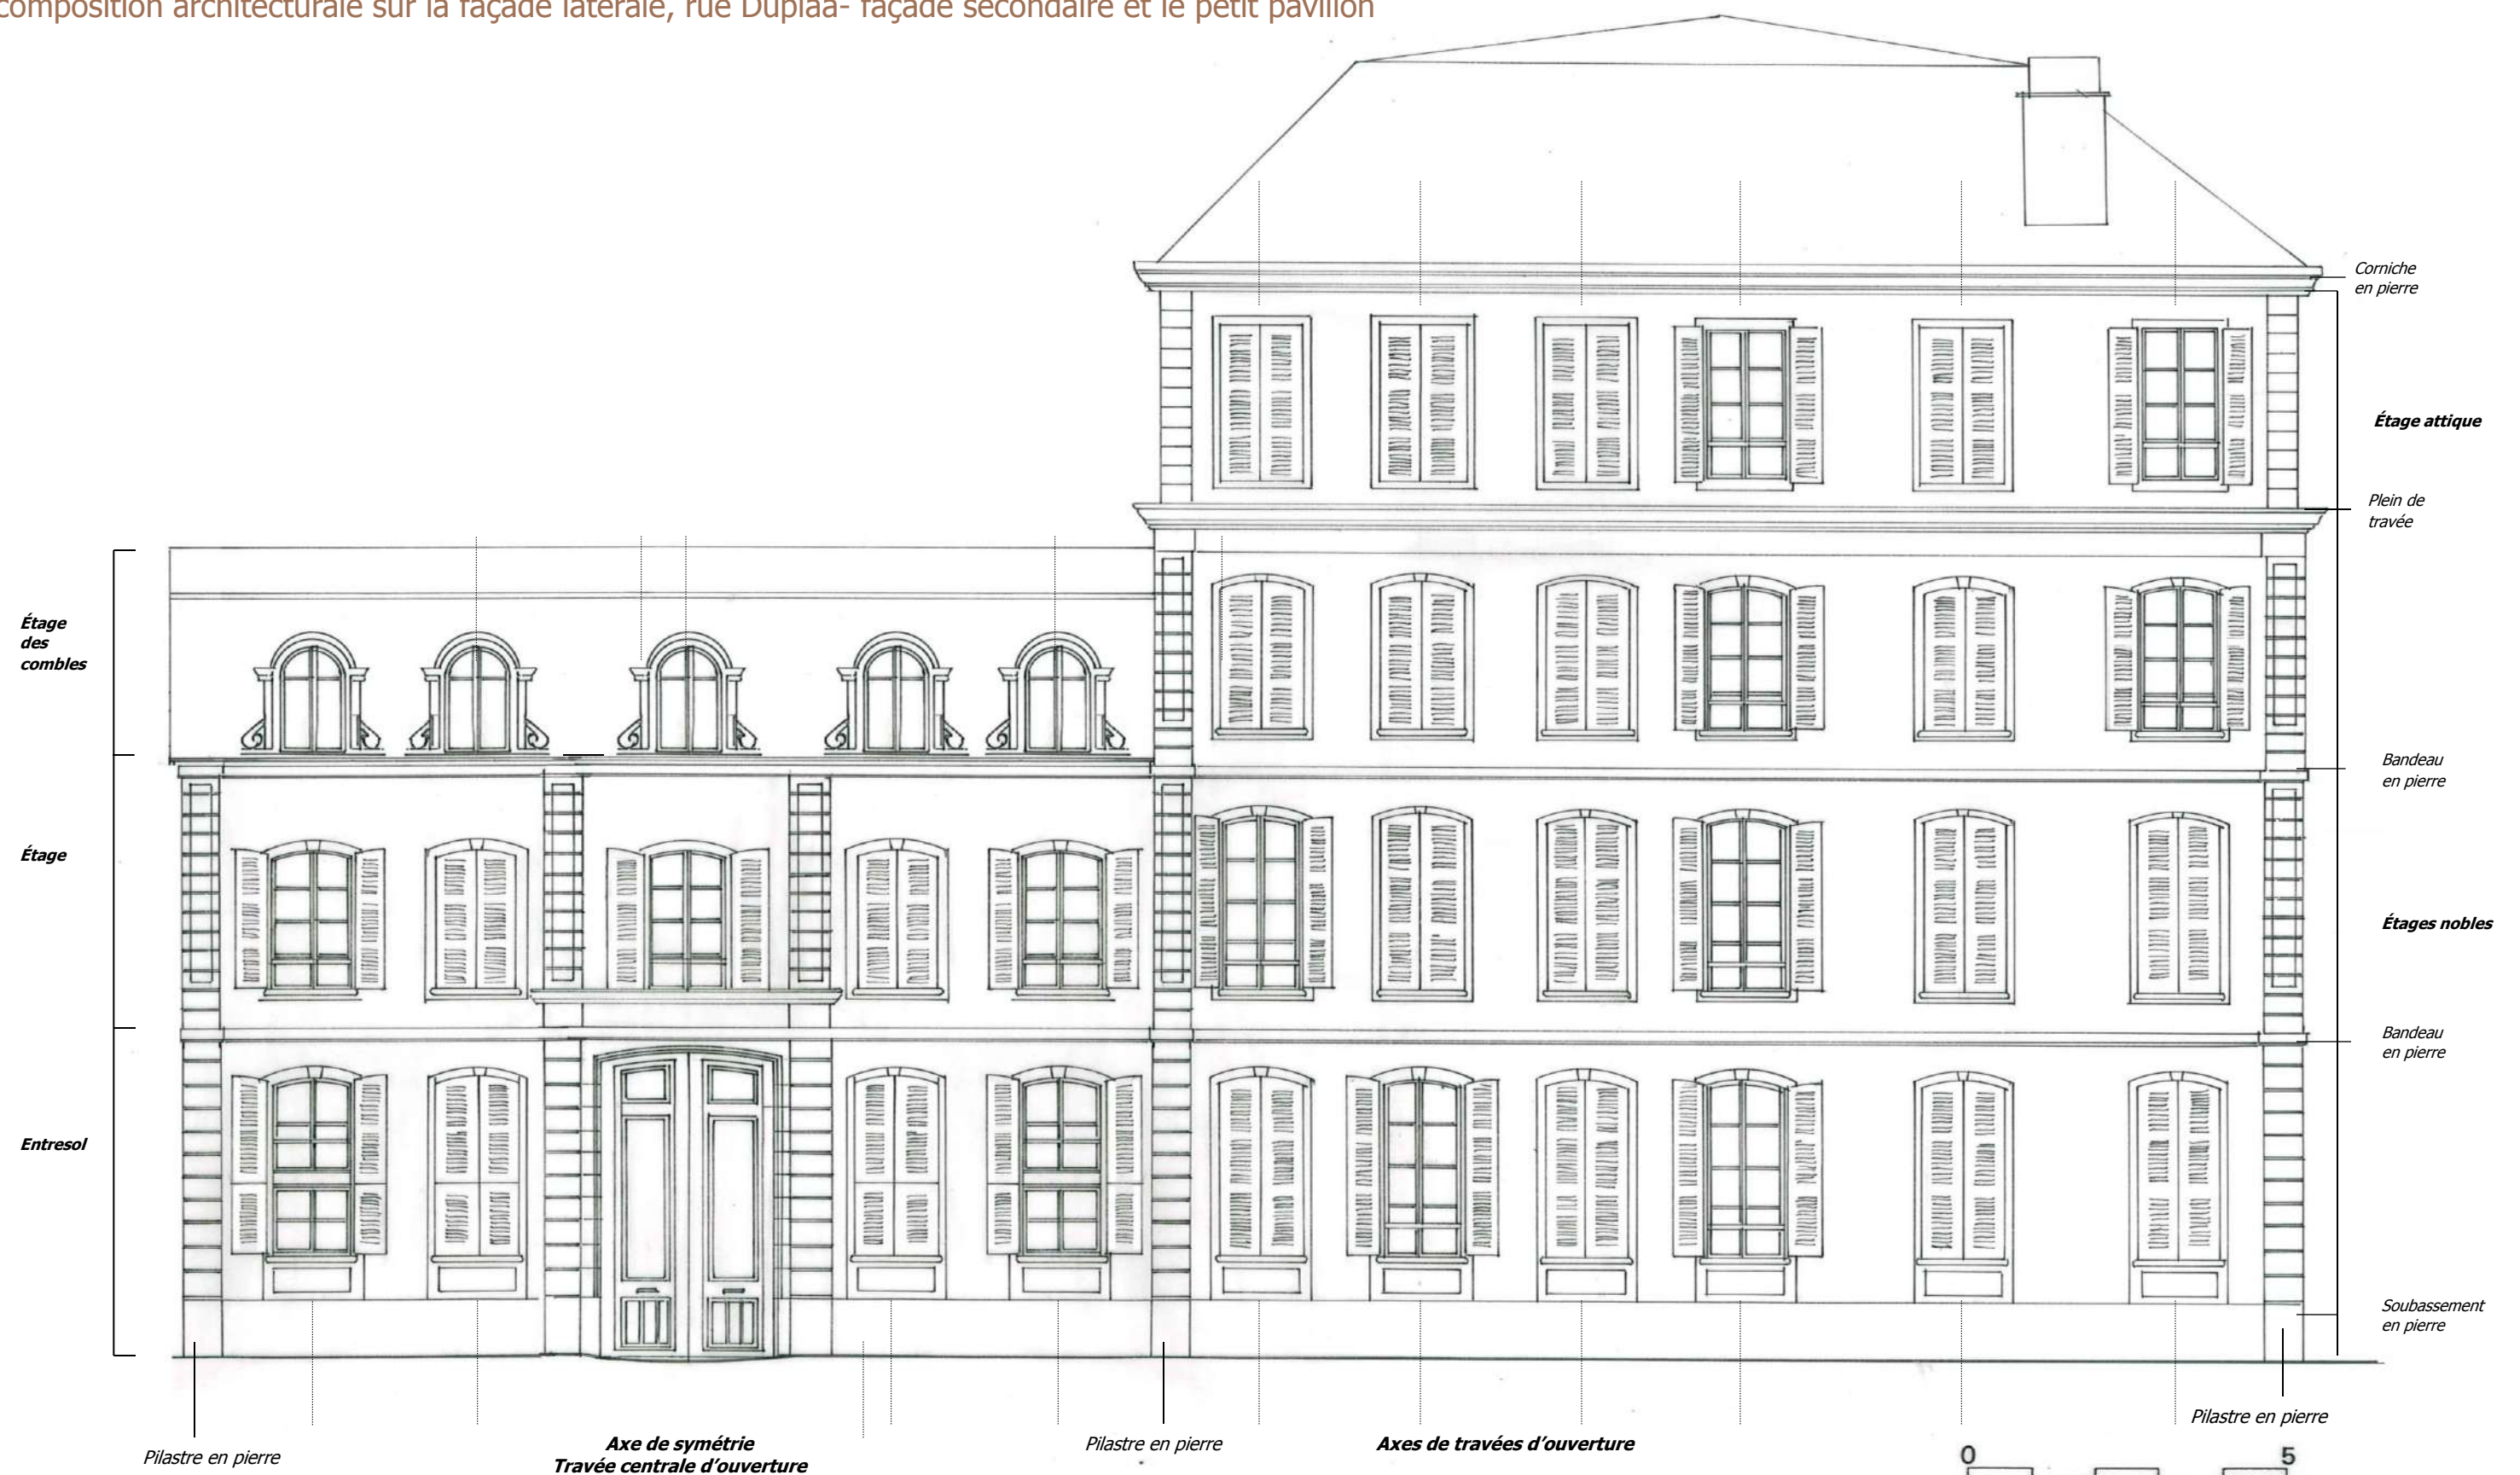 composition architecturale sur la façade latérale, rue Duplaà- façade secondaire et le petit pavillon
Corniche
en pierre
Étage attique
Plein de
travée
Étage
des
combles
Bandeau
en pierre
Étage
Étages nobles
Bandeau
en pierre
Entresol
Soubassement
en pierre
Pilastre en pierre
Axe de symétrie
Travée centrale d'ouverture
Pilastre en pierre
Axes de travées d'ouverture
Pilastre en pierre
0 5